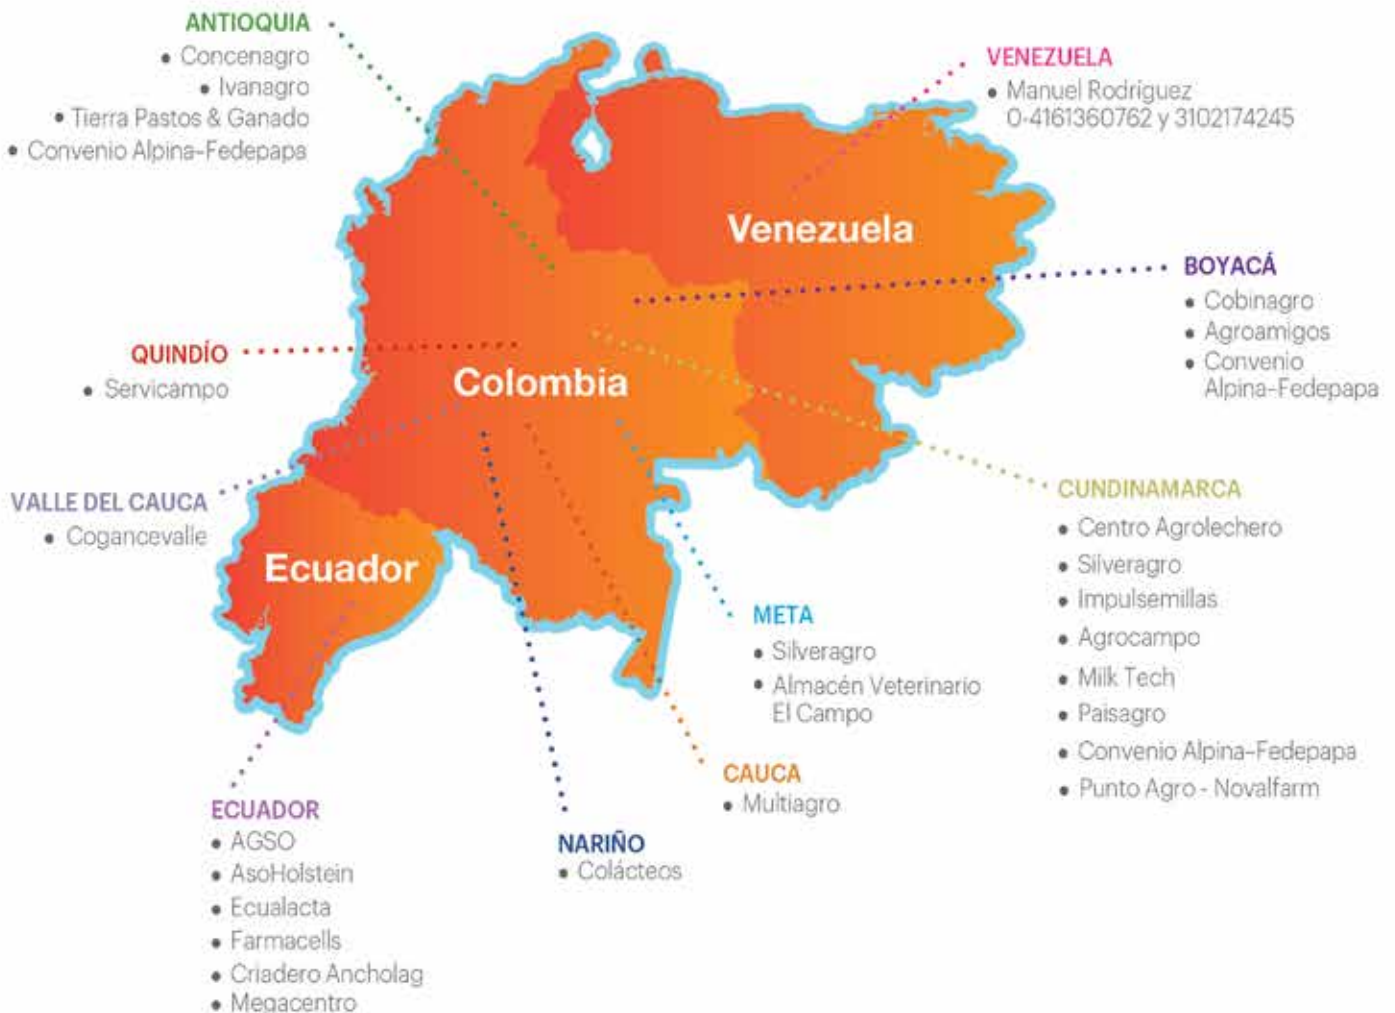 ANTIOQUIA
• Concenagro
• Ivanagro
• Tierra Pastos & Ganado
• Convenio Alpina-Fedepapa
VENEZUELA
• Manuel Rodriguez
0-4161360762 y 3102174245
Venezuela
BOYACÁ
• Cobinagro
• Agroamigos
• Convenio
Alpina-Fedepapa
QUINDÍO
• Servicampo
Colombia
VALLE DEL CAUCA
• Cogancevalle
CUNDINAMARCA
• Centro Agrolechero
• Silveragro
• Impulsemillas
• Agrocampo
• Milk Tech
• Paisagro
• Convenio Alpina-Fedepapa
• Punto Agro - Novalfarm
Ecuador
META
• Silveragro
• Almacén Veterinario
El Campo
CAUCA
• Multiagro
NARIÑO
• Colácteos
ECUADOR
• AGSO
• AsoHolstein
• Ecualacta
• Farmacells
• Criadero Ancholag
• Megacentro